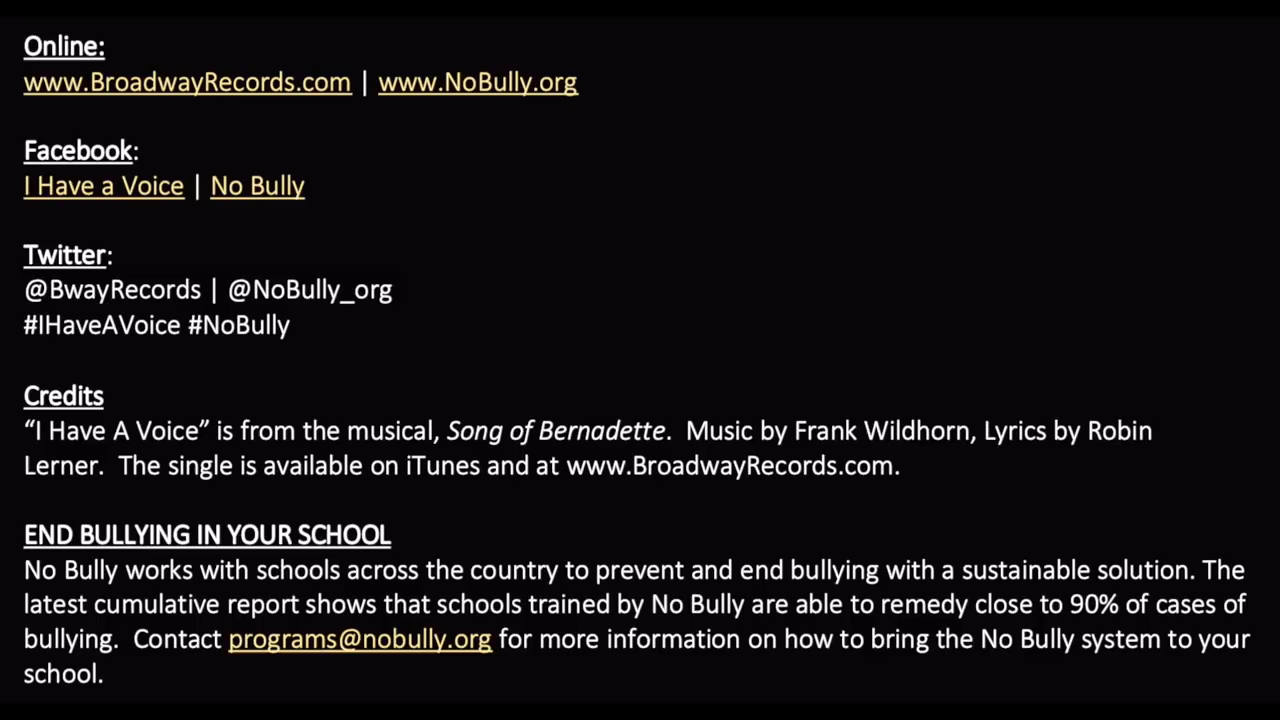 Online:
www.BroadwayRecords.com | www.NoBully.org
Facebook:
I Have a Voice | No Bully
Twitter:
@BwayRecords | @NoBully_org
#IHaveAVoice #NoBully
Credits
“I Have A Voice” is from the musical, Song of Bernadette.  Music by Frank Wildhorn, Lyrics by Robin
Lerner.  The single is available on iTunes and at www.BroadwayRecords.com.
END BULLYING IN YOUR SCHOOL
No Bully works with schools across the country to prevent and end bullying with a sustainable solution. The
latest cumulative report shows that schools trained by No Bully are able to remedy close to 90% of cases of
bullying.  Contact programs@nobully.org for more information on how to bring the No Bully system to your
school.